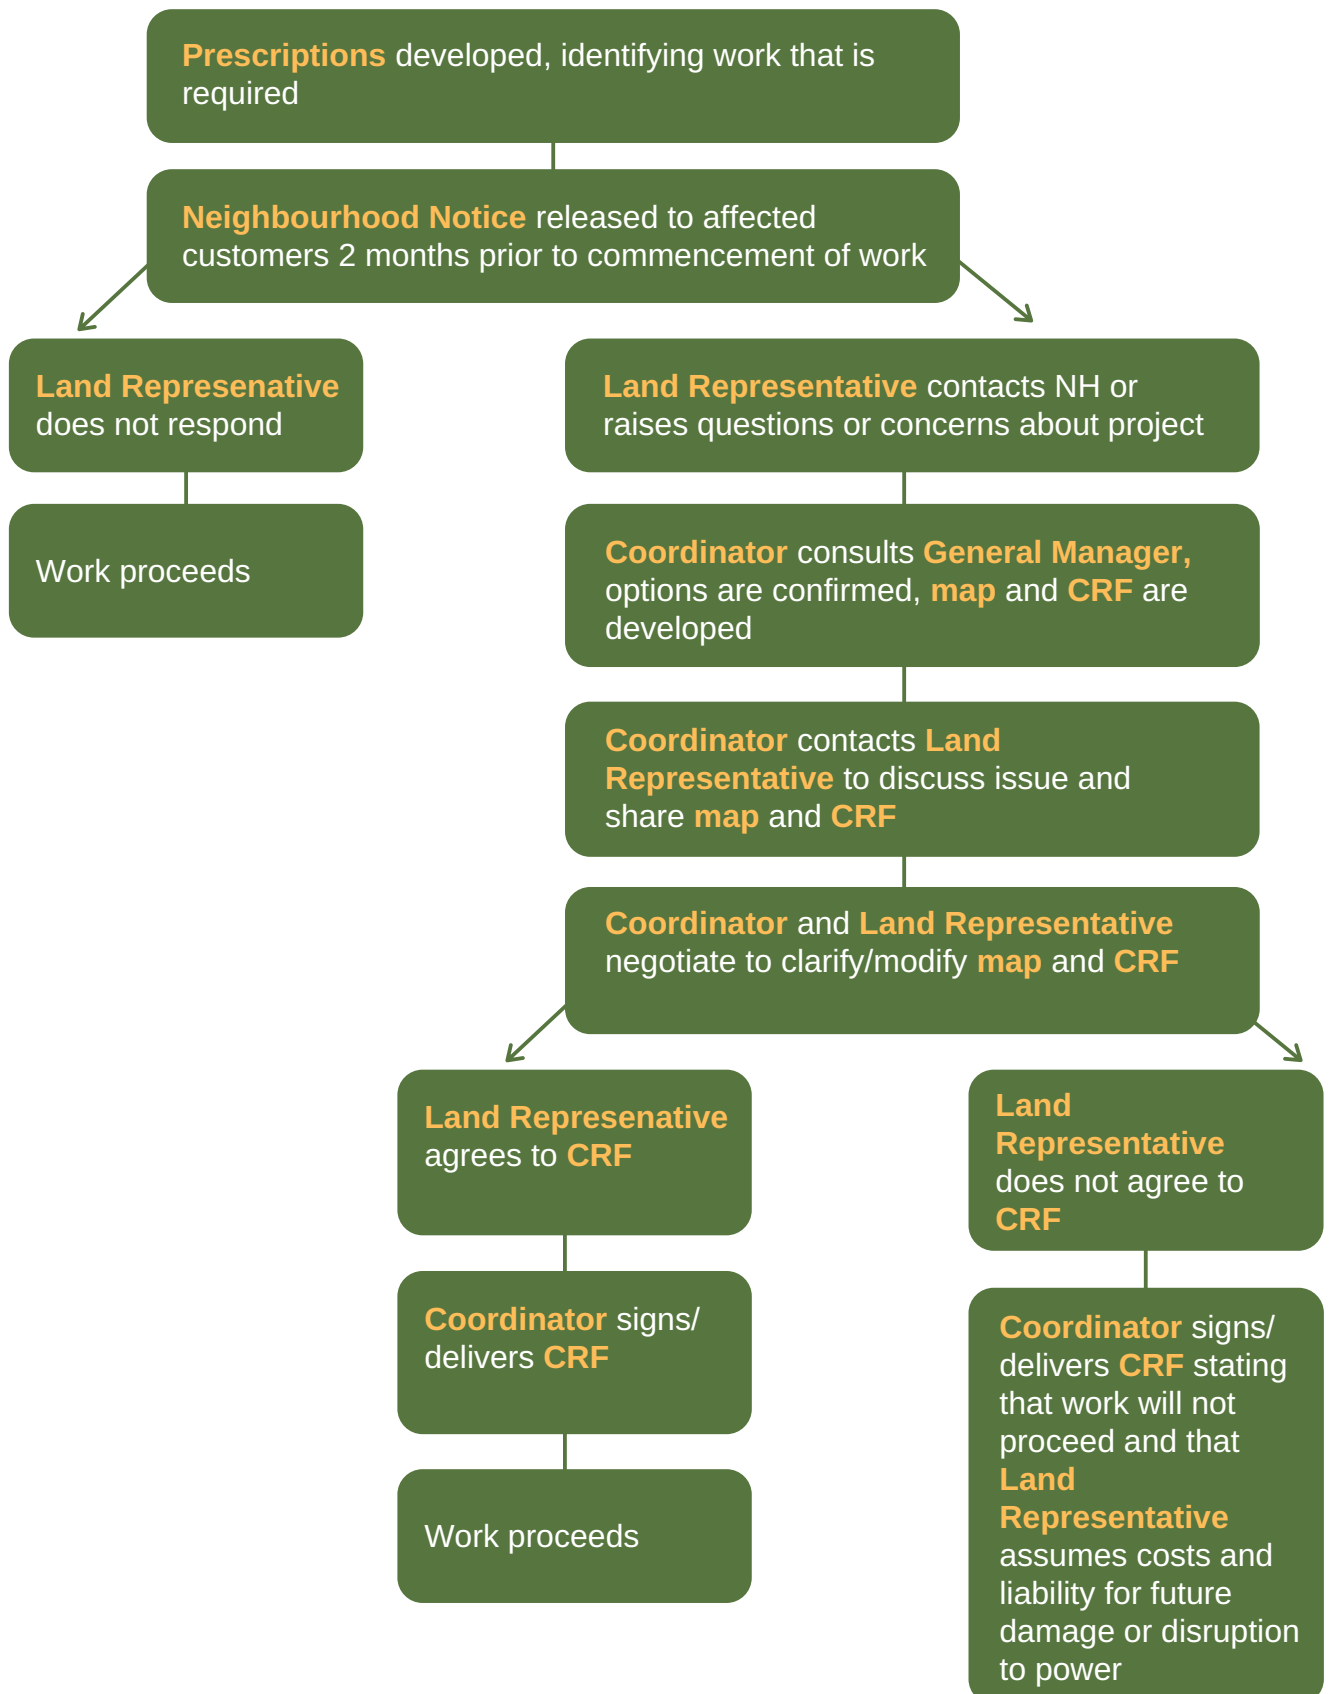 Prescriptions developed, identifying work that is
required
Neighbourhood Notice released to affected
customers 2 months prior to commencement of work
Land Represenative
does not respond
Work proceeds
Land Representative contacts NH or
raises questions or concerns about project
Coordinator consults General Manager,
options are confirmed, map and CRF are
developed
Coordinator contacts Land
Representative to discuss issue and
share map and CRF
Coordinator and Land Representative
negotiate to clarify/modify map and CRF
Land Represenative
agrees to CRF
Coordinator signs/
delivers CRF
Work proceeds
Land
Representative
does not agree to
CRF
Coordinator signs/
delivers CRF stating
that work will not
proceed and that
Land
Representative
assumes costs and
liability for future
damage or disruption
to power